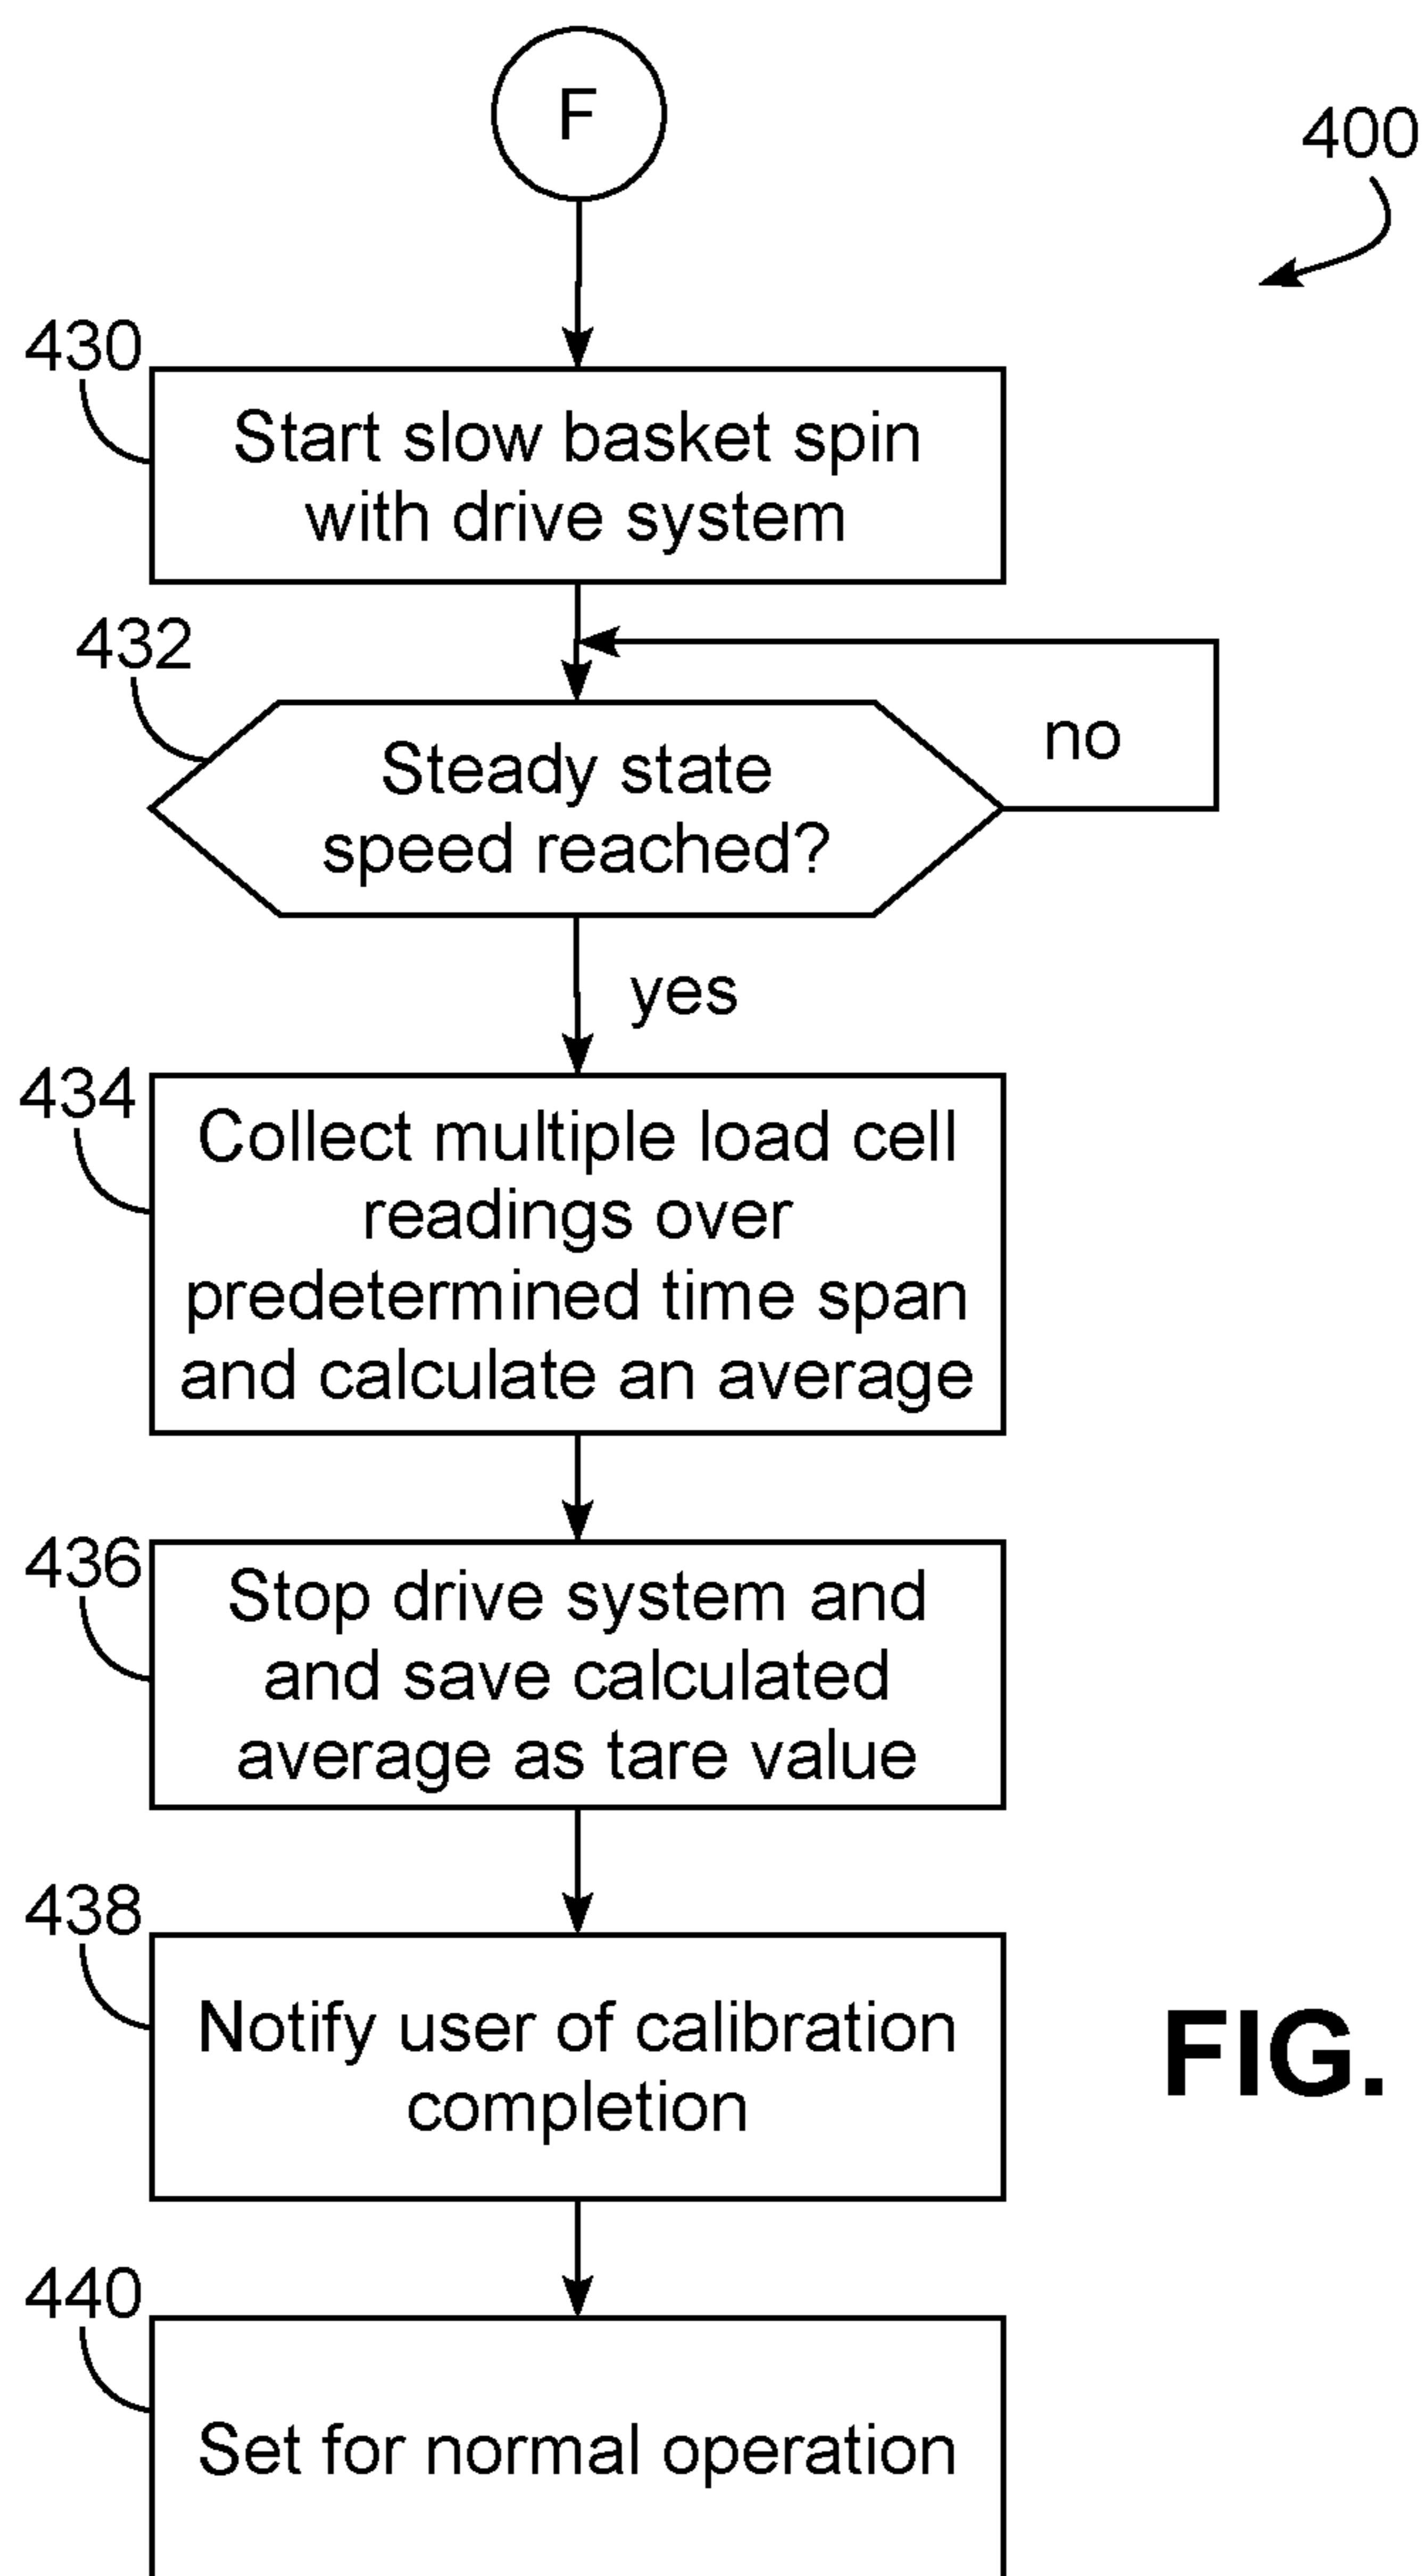 F
400
430
Start slow basket spin
with drive system
432
Steady state
speed reached?
no
yes
434
Collect multiple load cell
readings over
predetermined time span
and calculate an average
436
Stop drive system and
and save calculated
average as tare value
438
Notify user of calibration
completion
FIG.
440
Set for normal operation